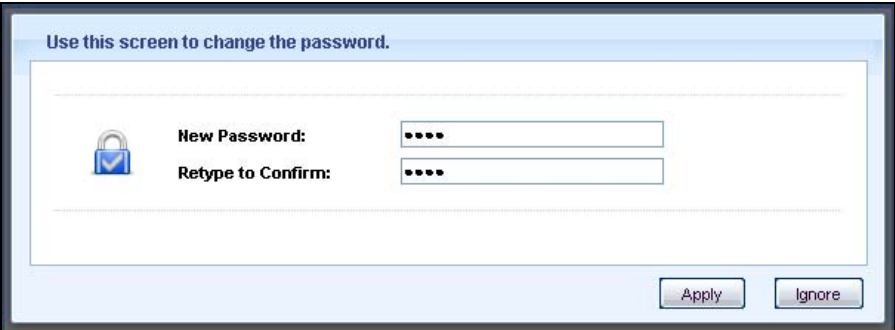 Use this screen to change the password.
New Password: ••••
Retype to Confirm: ••••
Apply Ignore